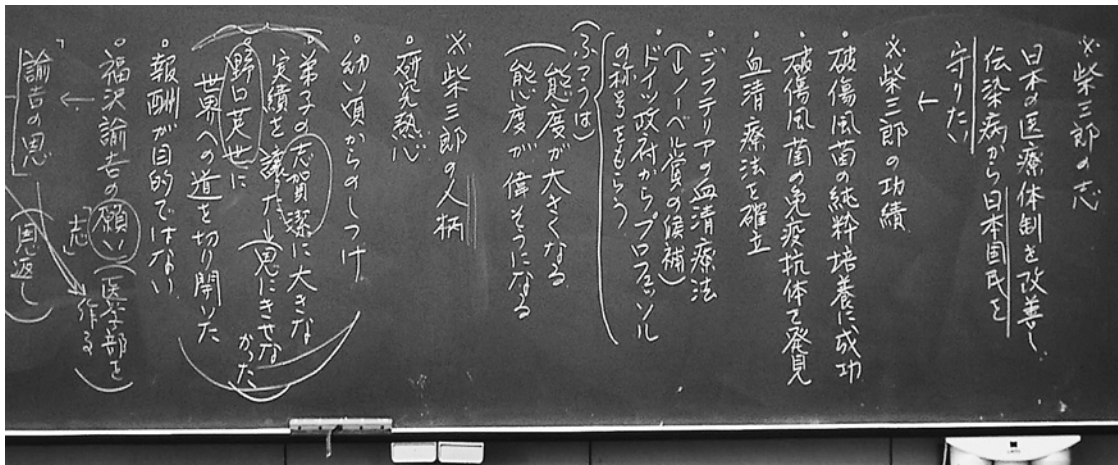 ※柴三郎の志
日本の医療体制を改善し、
伝染病から日本国民を
守りたい
※柴三郎の功績
・破傷風菌の純粋培養に成功
・破傷風菌の免疫抗体て発見
・血清療法を確立
・ジフテリアの血清療法
(→ノーベル賞の候補)
・ドイツ政府からプロフェッソル
の称号をもらう
(ふつうは)
態度が大きくなる
態度が偉そうになる
※柴三郎の人柄
・研究熱心
・幼い頃からのしつけ
・弟子の志賀潔に大きな
実績を譲った→恩にきせな
かった
・野口英世に
世界への道を切り開いた
・報酬が目的ではない
・福沢諭吉の願い(医学部を
作る)
「志」
「諭吉の恩」
恩返し